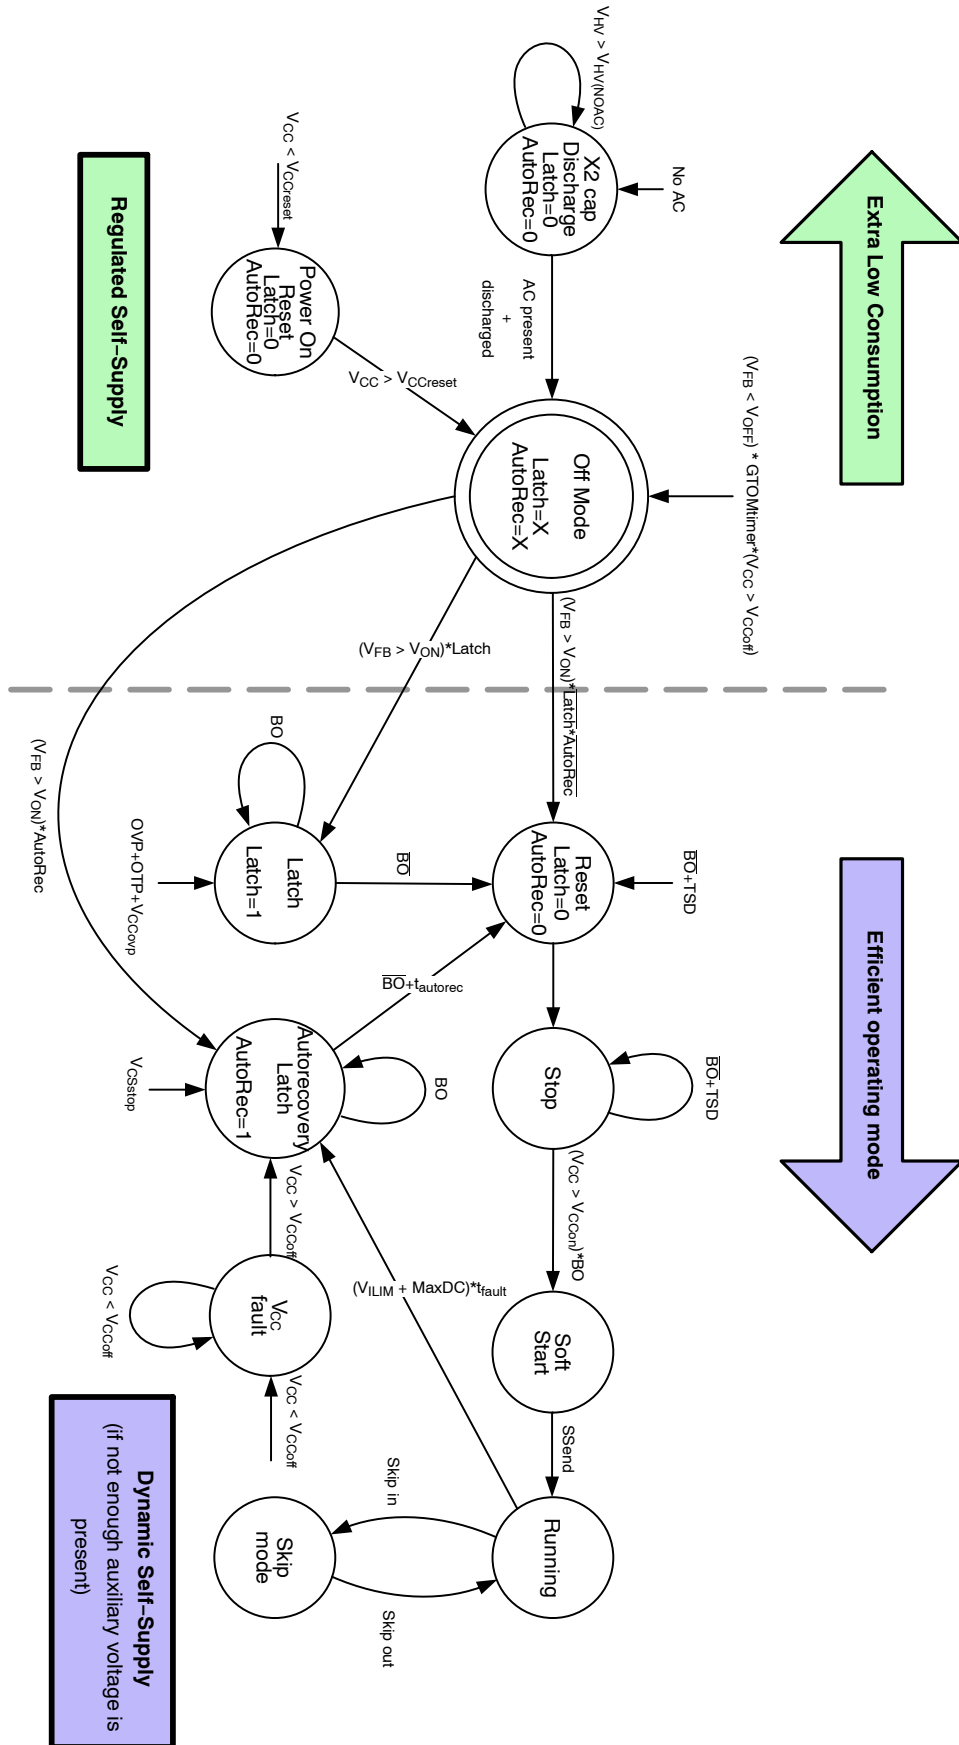 Extra Low Consumption
Efficient operating mode
(VFB < VOFF) * GTOMtimer*(VCC > VCCoff)
No AC
BO+TSD
BO+TSD
VHV > VHV(NOAC)
X2 cap
Discharge
Latch=0
AutoRec=0
AC present
+
discharged
Off Mode
Latch=X
AutoRec=X
(VFB > VON)*Latch*AutoRec
Reset
Latch=0
AutoRec=0
Stop
(VCC > VCCon)*BO
Soft
Start
SSend
Running
VCC < VCCreset
Power On
Reset
Latch=0
AutoRec=0
VCC > VCCreset
(VFB > VON)*Latch
BO
Latch
Latch=1
BO
OVP+OTP+VCCovp
BO+tautorec
BO
Autorecovery
Latch
AutoRec=1
VCSstop
(VILIM + MaxDC)*tfault
VCC > VCCoff
VCC
fault
VCC < VCCoff
VCC < VCCoff
Skip in
Skip
mode
Skip out
(VFB > VON)*AutoRec
Regulated Self−Supply
Dynamic Self−Supply
(if not enough auxiliary voltage is
present)